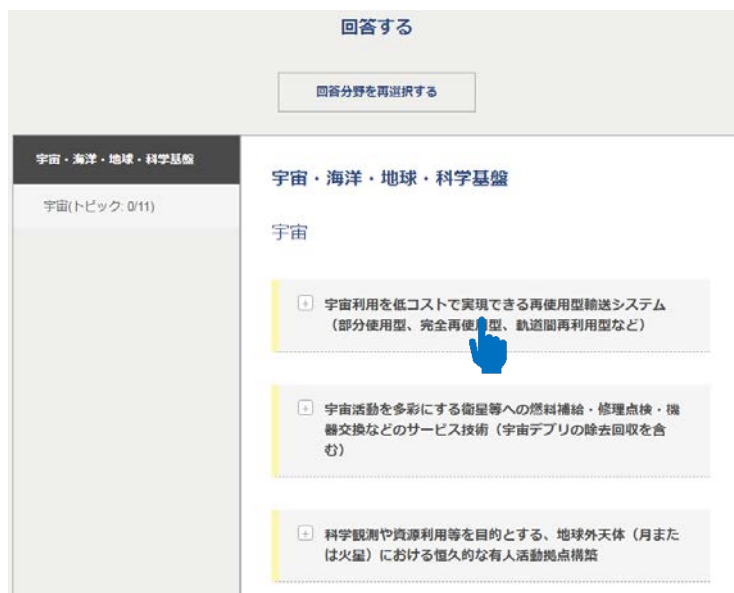 回答する
回答分野を再選択する
宇宙・海洋・地球・科学基盤
宇宙(トピック: 0/11)
宇宙・海洋・地球・科学基盤
宇宙
宇宙利用を低コストで実現できる再使用型輸送システム
（部分使用型、完全再使用型、軌道間再利用型など）
宇宙活動を多彩にする衛星等への燃料補給・修理点検・機
器交換などのサービス技術（宇宙デブリの除去回収を含
む）
科学観測や資源利用等を目的とする、地球外天体（月また
は火星）における恒久的な有人活動拠点構築